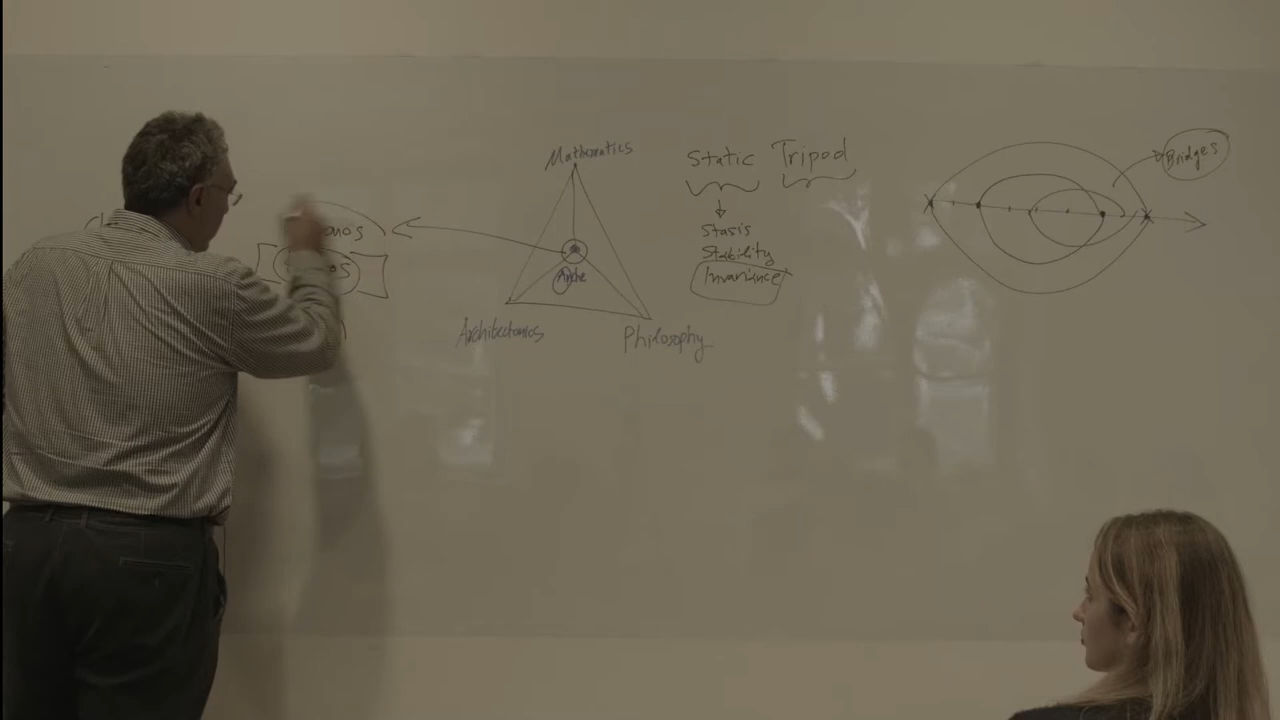 Mathematics
Arche
Architectonics
Philosophy
Static Tripod
Stasis
Stability
Invariance
Bridges